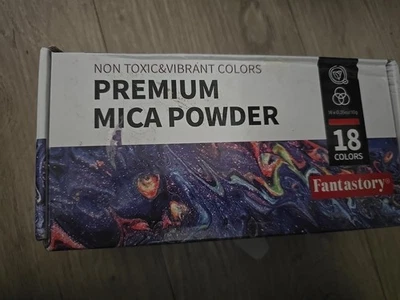 NON TOXIC&VIBRANT COLORS
PREMIUM
MICA POWDER
18
COLORS
Fantastory®